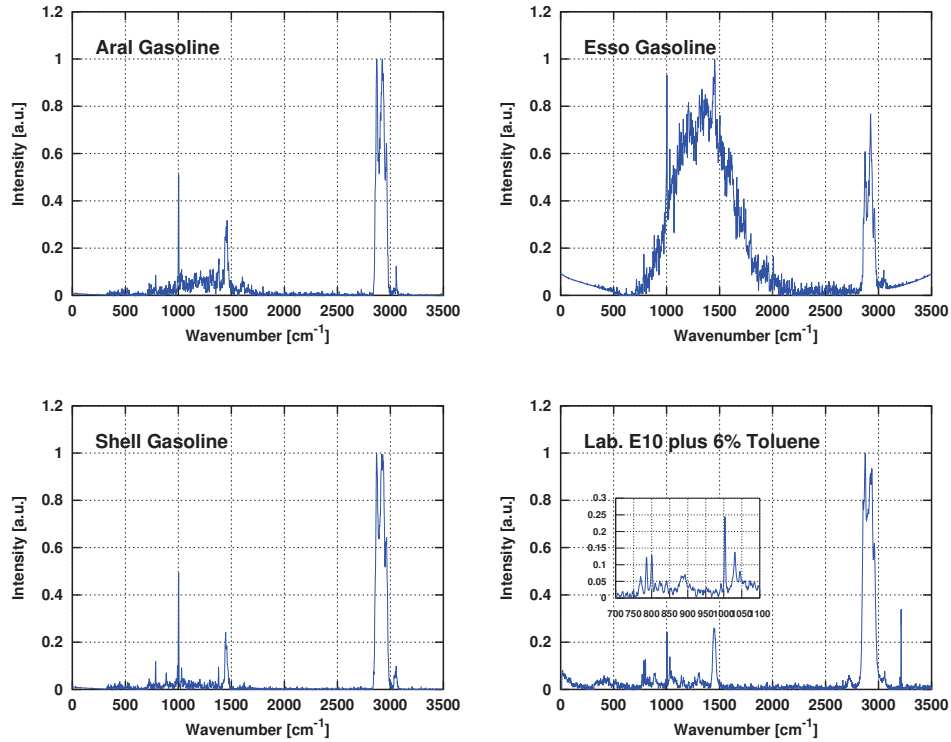 Aral Gasoline
Intensity [a.u.]
1.2
1
0.8
0.6
0.4
0.2
0
0 500 1000 1500 2000 2500 3000 3500
Wavenumber [cm-1]
Esso Gasoline
Intensity [a.u.]
1.2
1
0.8
0.6
0.4
0.2
0
0 500 1000 1500 2000 2500 3000 3500
Wavenumber [cm-1]
Shell Gasoline
Intensity [a.u.]
1.2
1
0.8
0.6
0.4
0.2
0
0 500 1000 1500 2000 2500 3000 3500
Wavenumber [cm-1]
Lab. E10 plus 6% Toluene
Intensity [a.u.]
1.2
1
0.8
0.6
0.4
0.2
0
0.3
0.25
0.2
0.15
0.1
0.05
0
700 750 800 850 900 950 1000 1050 1100
0 500 1000 1500 2000 2500 3000 3500
Wavenumber [cm-1]